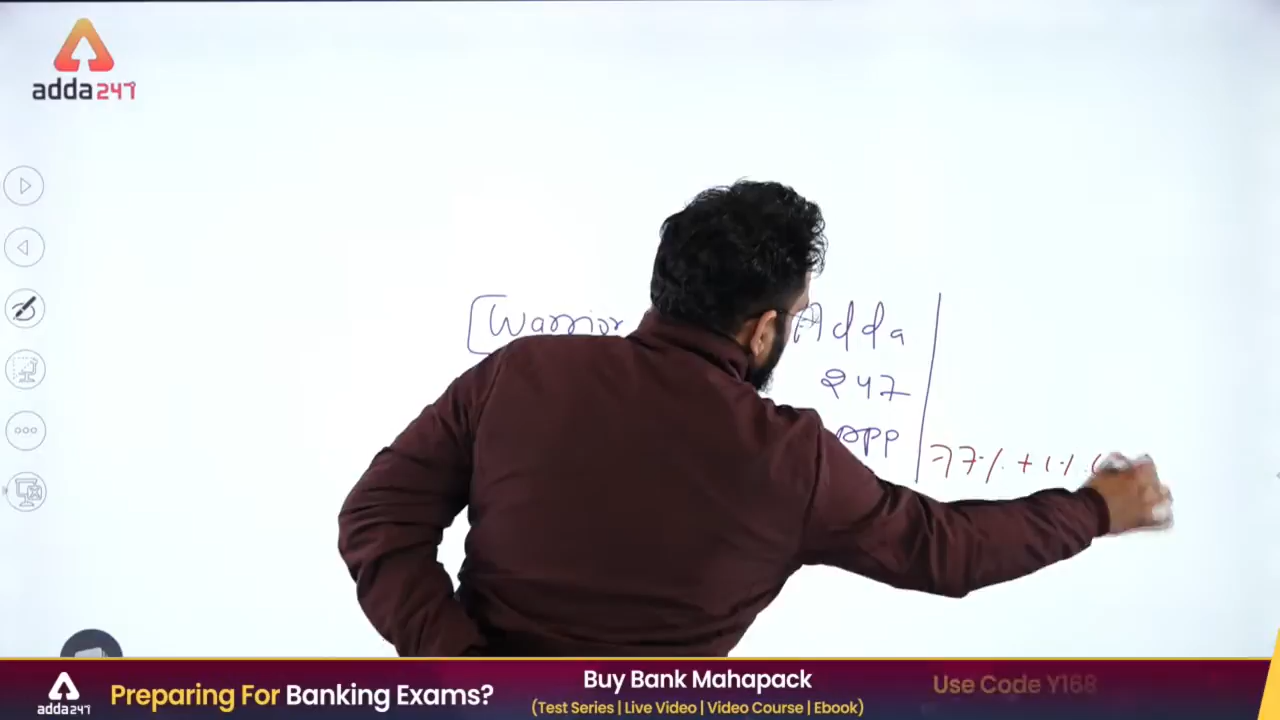 adda247
Warrior
Adda
247
app
77% + 1%
adda247
Preparing For Banking Exams?
Buy Bank Mahapack
(Test Series | Live Video | Video Course | Ebook)
Use Code Y168